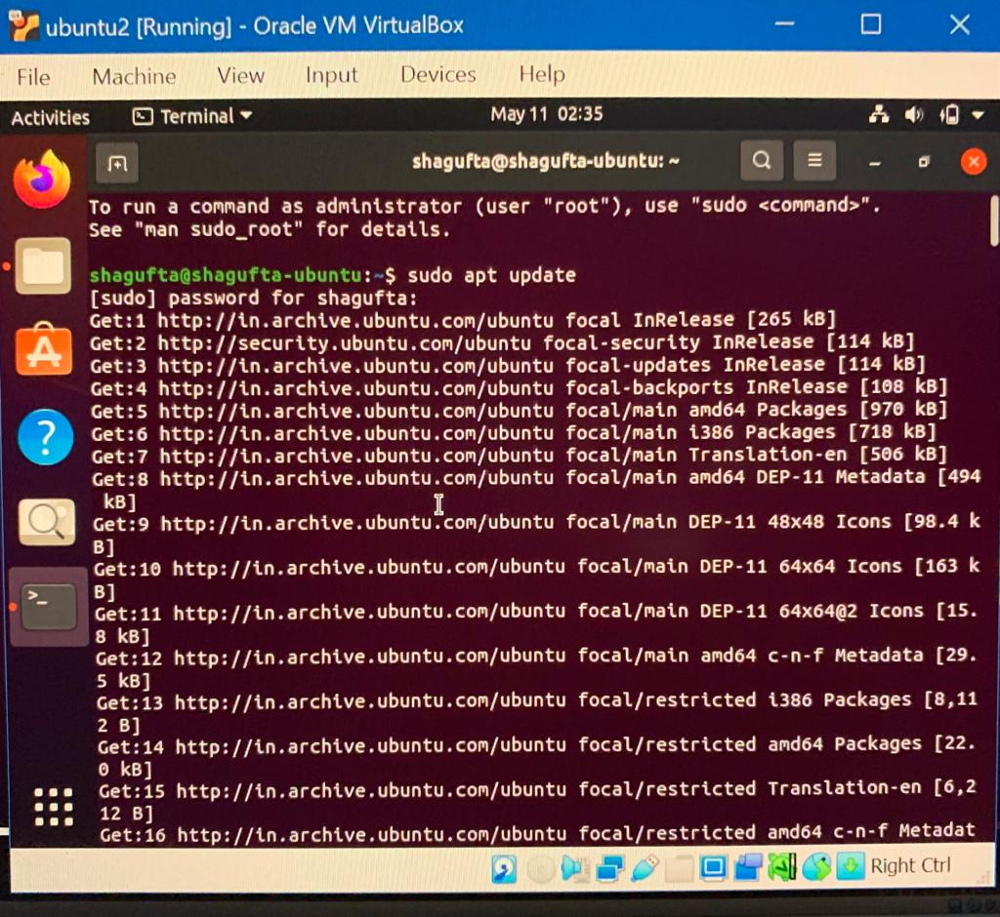 ubuntu2 [Running] - Oracle VM VirtualBox
File Machine View Input Devices Help
Activities Terminal May 11 02:35
shagufta@shagufta-ubuntu: ~
To run a command as administrator (user "root"), use "sudo <command>".
See "man sudo_root" for details.
shagufta@shagufta-ubuntu:~$ sudo apt update
[sudo] password for shagufta:
Get:1 http://in.archive.ubuntu.com/ubuntu focal InRelease [265 kB]
Get:2 http://security.ubuntu.com/ubuntu focal-security InRelease [114 kB]
Get:3 http://in.archive.ubuntu.com/ubuntu focal-updates InRelease [114 kB]
Get:4 http://in.archive.ubuntu.com/ubuntu focal-backports InRelease [108 kB]
Get:5 http://in.archive.ubuntu.com/ubuntu focal/main amd64 Packages [970 kB]
Get:6 http://in.archive.ubuntu.com/ubuntu focal/main i386 Packages [718 kB]
Get:7 http://in.archive.ubuntu.com/ubuntu focal/main Translation-en [506 kB]
Get:8 http://in.archive.ubuntu.com/ubuntu focal/main amd64 DEP-11 Metadata [494
kB]
Get:9 http://in.archive.ubuntu.com/ubuntu focal/main DEP-11 48x48 Icons [98.4 k
B]
Get:10 http://in.archive.ubuntu.com/ubuntu focal/main DEP-11 64x64 Icons [163 k
B]
Get:11 http://in.archive.ubuntu.com/ubuntu focal/main DEP-11 64x64@2 Icons [15.
8 kB]
Get:12 http://in.archive.ubuntu.com/ubuntu focal/main amd64 c-n-f Metadata [29.
5 kB]
Get:13 http://in.archive.ubuntu.com/ubuntu focal/restricted i386 Packages [8,11
2 B]
Get:14 http://in.archive.ubuntu.com/ubuntu focal/restricted amd64 Packages [22.
0 kB]
Get:15 http://in.archive.ubuntu.com/ubuntu focal/restricted Translation-en [6,2
12 B]
Get:16 http://in.archive.ubuntu.com/ubuntu focal/restricted amd64 c-n-f Metadat
Right Ctrl